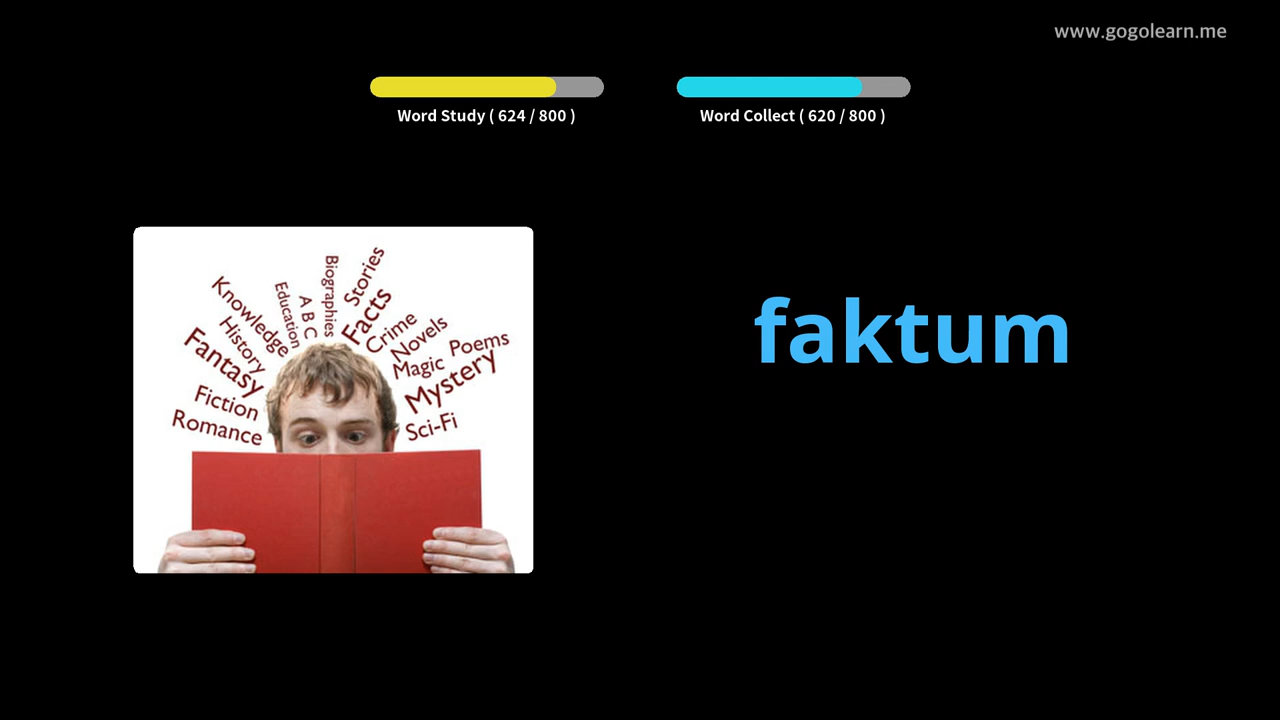 www.gogolearn.me
Word Study ( 624 / 800 )
Word Collect ( 620 / 800 )
Biographies
Stories
Education
A B C
Facts
Knowledge
Crime
History
Novels
Poems
Fantasy
Magic
Mystery
Fiction
Romance
Sci-Fi
faktum